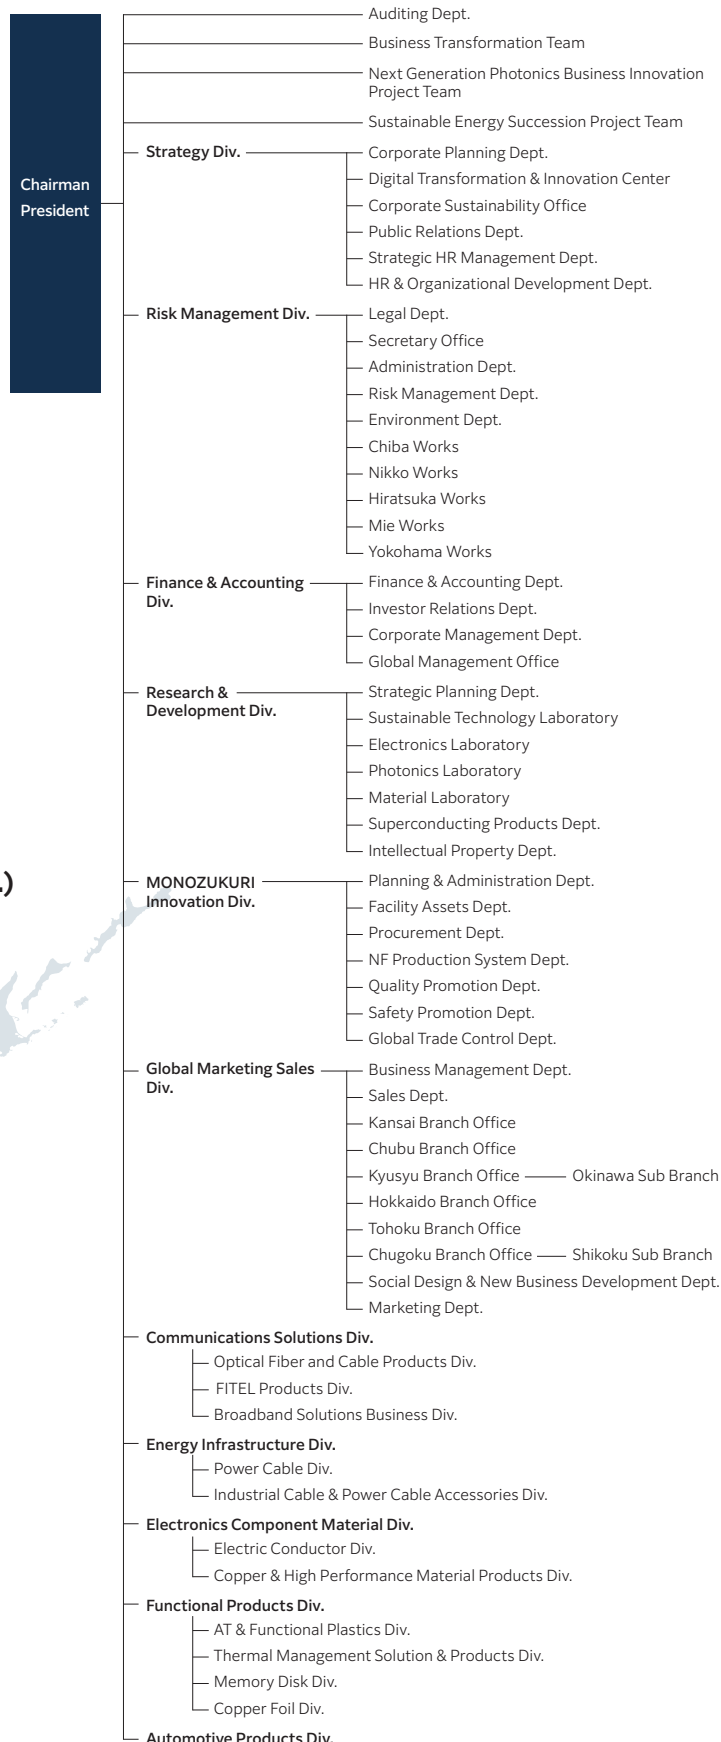 Auditing Dept.
Business Transformation Team
Next Generation Photonics Business Innovation
Project Team
Sustainable Energy Succession Project Team
Chairman
President
Strategy Div.
Corporate Planning Dept.
Digital Transformation & Innovation Center
Corporate Sustainability Office
Public Relations Dept.
Strategic HR Management Dept.
HR & Organizational Development Dept.
Risk Management Div.
Legal Dept.
Secretary Office
Administration Dept.
Risk Management Dept.
Environment Dept.
Chiba Works
Nikko Works
Hiratsuka Works
Mie Works
Yokohama Works
Finance & Accounting
Div.
Finance & Accounting Dept.
Investor Relations Dept.
Corporate Management Dept.
Global Management Office
Research &
Development Div.
Strategic Planning Dept.
Sustainable Technology Laboratory
Electronics Laboratory
Photonics Laboratory
Material Laboratory
Superconducting Products Dept.
Intellectual Property Dept.
.)
MONOZUKURI
Innovation Div.
Planning & Administration Dept.
Facility Assets Dept.
Procurement Dept.
NF Production System Dept.
Quality Promotion Dept.
Safety Promotion Dept.
Global Trade Control Dept.
Global Marketing Sales
Div.
Business Management Dept.
Sales Dept.
Kansai Branch Office
Chubu Branch Office
Kyusyu Branch Office
Okinawa Sub Branch
Hokkaido Branch Office
Tohoku Branch Office
Chugoku Branch Office
Shikoku Sub Branch
Social Design & New Business Development Dept.
Marketing Dept.
Communications Solutions Div.
Optical Fiber and Cable Products Div.
FITEL Products Div.
Broadband Solutions Business Div.
Energy Infrastructure Div.
Power Cable Div.
Industrial Cable & Power Cable Accessories Div.
Electronics Component Material Div.
Electric Conductor Div.
Copper & High Performance Material Products Div.
Functional Products Div.
AT & Functional Plastics Div.
Thermal Management Solution & Products Div.
Memory Disk Div.
Copper Foil Div.
Automotive Products Div.